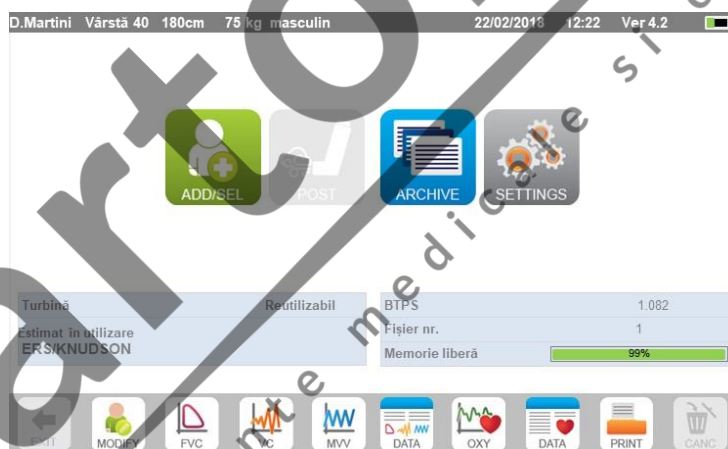 D.Martini Vârstă 40 180cm 75 kg masculin 22/02/2018 12:22 Ver 4.2
ADD/SEL POST ARCHIVE SETTINGS
Turbină Reutilizabil
Estimat în utilizare
ERS/KNUDSON
BTPS 1.082
Fișier nr. 1
Memorie liberă 99%
EXIT MODIFY FVC VC MVV DATA OXY DATA PRINT CANC